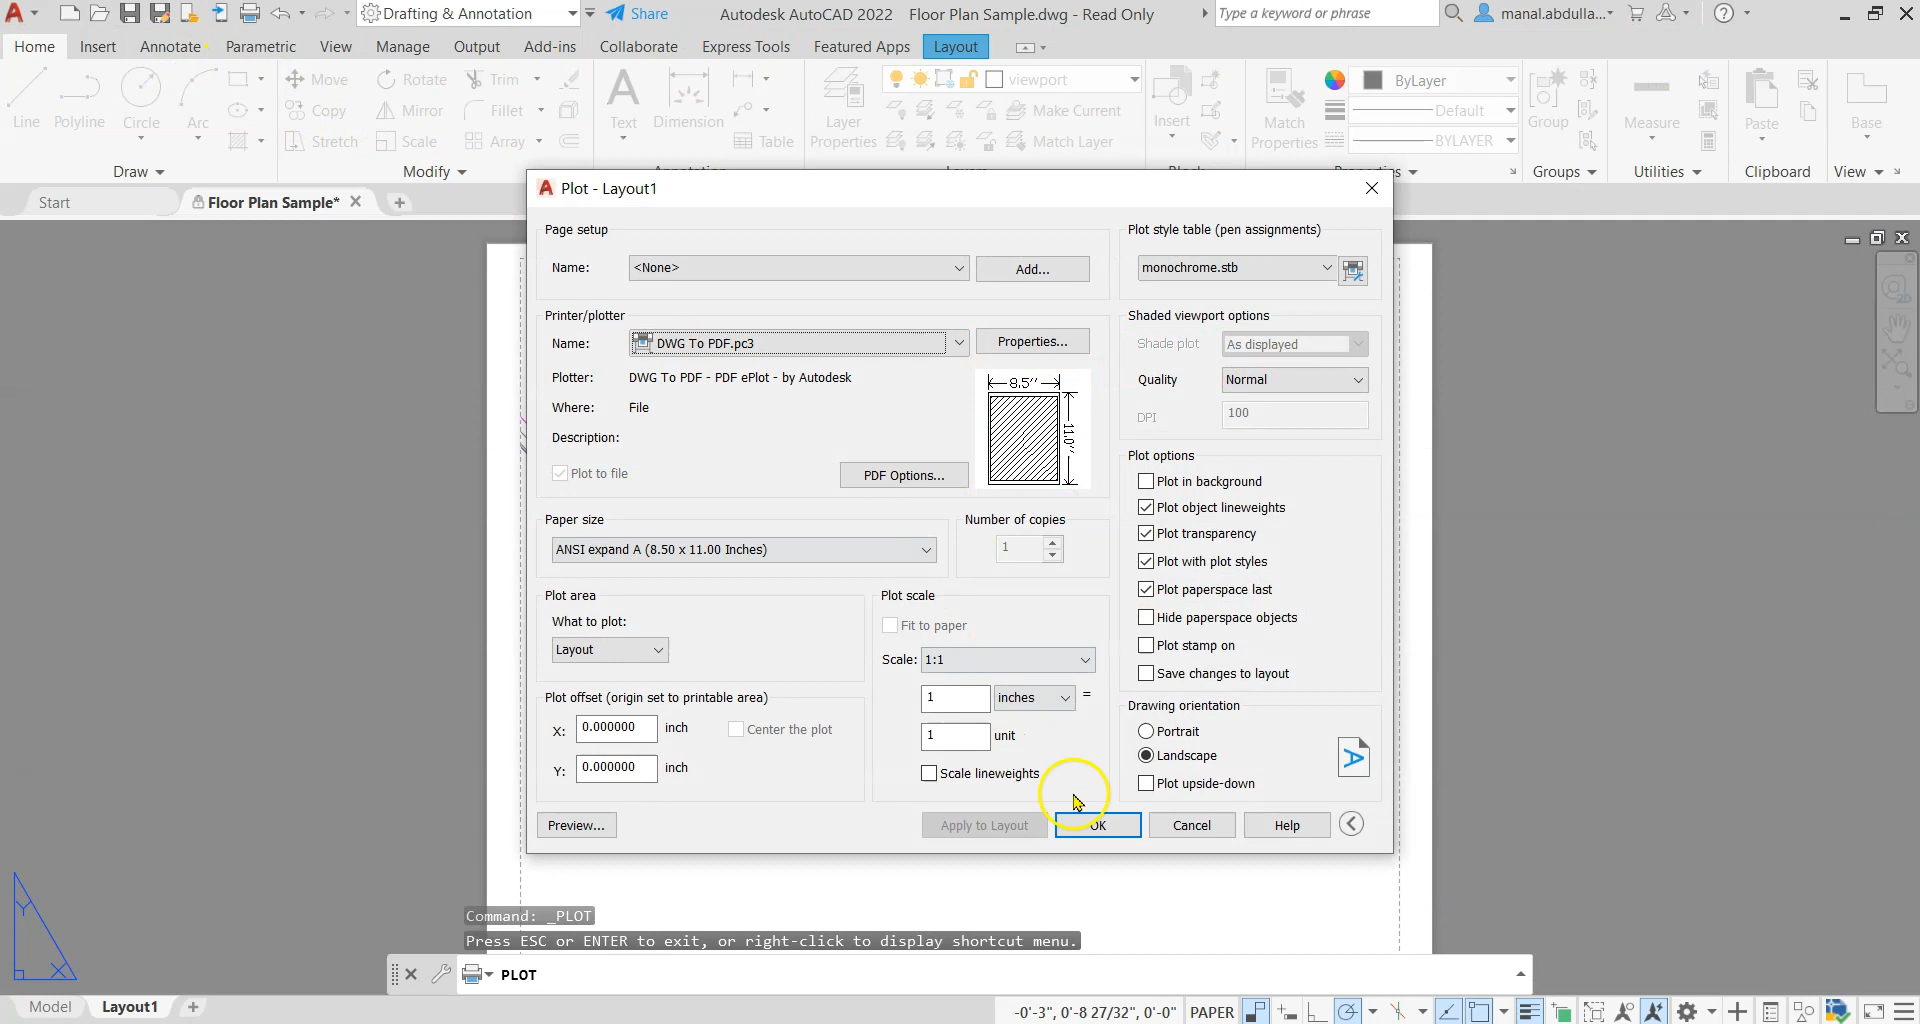 Drafting & Annotation
Share
Autodesk AutoCAD 2022 Floor Plan Sample.dwg - Read Only
Type a keyword or phrase
manal.abdulla...
Home Insert Annotate Parametric View Manage Output Add-ins Collaborate Express Tools Featured Apps Layout
Line Polyline Circle Arc
Move Rotate Trim
Copy Mirror Fillet
Stretch Scale Array
Text Dimension Table
Layer Properties
viewport
Make Current
Match Layer
Insert
Match Properties
ByLayer
Default
BYLAYER
Group Measure Paste Base
Draw Modify Properties Groups Utilities Clipboard View
Start Floor Plan Sample*
Plot - Layout1
Page setup
Name: <None> Add...
Printer/plotter
Name: DWG To PDF.pc3 Properties...
Plotter: DWG To PDF - PDF ePlot - by Autodesk
Where: File
Description:
Plot to file PDF Options...
8.5''
11.0''
Paper size
ANSI expand A (8.50 x 11.00 Inches)
Number of copies
1
Plot area
What to plot:
Layout
Plot scale
Fit to paper
Scale: 1:1
1 inches =
1 unit
Scale lineweights
Plot offset (origin set to printable area)
X: 0.000000 inch Center the plot
Y: 0.000000 inch
Plot style table (pen assignments)
monochrome.stb
Shaded viewport options
Shade plot As displayed
Quality Normal
DPI 100
Plot options
Plot in background
Plot object lineweights
Plot transparency
Plot with plot styles
Plot paperspace last
Hide paperspace objects
Plot stamp on
Save changes to layout
Drawing orientation
Portrait
Landscape
Plot upside-down
A
Preview... Apply to Layout OK Cancel Help
Command: _PLOT
Press ESC or ENTER to exit, or right-click to display shortcut menu.
PLOT
Y
X
Model Layout1
-0'-3", 0'-8 27/32", 0'-0" PAPER